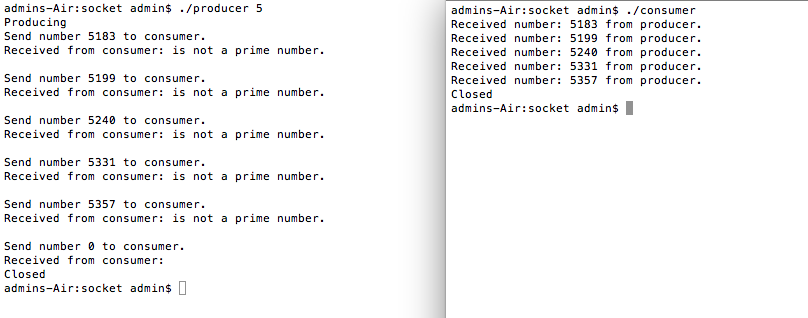 admins-Air:socket admin$ ./producer 5
Producing
Send number 5183 to consumer.
Received from consumer: is not a prime number.
Send number 5199 to consumer.
Received from consumer: is not a prime number.
Send number 5240 to consumer.
Received from consumer: is not a prime number.
Send number 5331 to consumer.
Received from consumer: is not a prime number.
Send number 5357 to consumer.
Received from consumer: is not a prime number.
Send number 0 to consumer.
Received from consumer:
Closed
admins-Air:socket admin$
admins-Air:socket admin$ ./consumer
Received number: 5183 from producer.
Received number: 5199 from producer.
Received number: 5240 from producer.
Received number: 5331 from producer.
Received number: 5357 from producer.
Closed
admins-Air:socket admin$